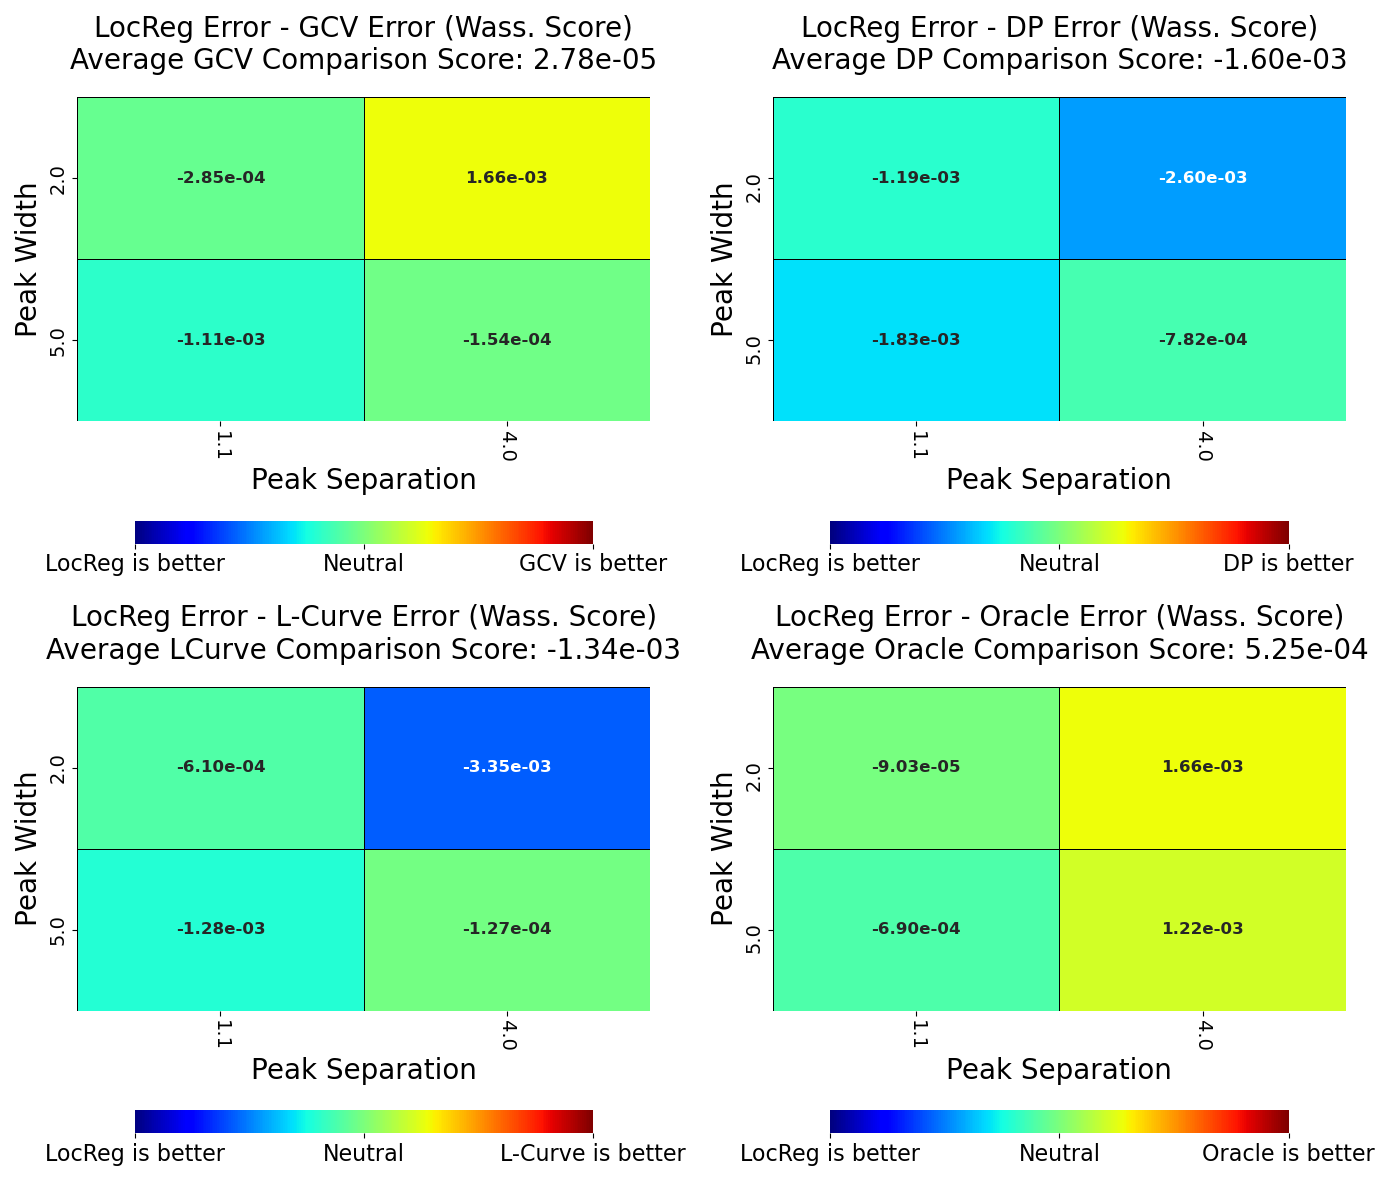 LocReg Error - GCV Error (Wass. Score)
Average GCV Comparison Score: 2.78e-05
Peak Width
2.0
-2.85e-04
1.66e-03
5.0
-1.11e-03
-1.54e-04
1.1
4.0
Peak Separation
LocReg is better
Neutral
GCV is better
LocReg Error - DP Error (Wass. Score)
Average DP Comparison Score: -1.60e-03
Peak Width
2.0
-1.19e-03
-2.60e-03
5.0
-1.83e-03
-7.82e-04
1.1
4.0
Peak Separation
LocReg is better
Neutral
DP is better
LocReg Error - L-Curve Error (Wass. Score)
Average LCurve Comparison Score: -1.34e-03
Peak Width
2.0
-6.10e-04
-3.35e-03
5.0
-1.28e-03
-1.27e-04
1.1
4.0
Peak Separation
LocReg is better
Neutral
L-Curve is better
LocReg Error - Oracle Error (Wass. Score)
Average Oracle Comparison Score: 5.25e-04
Peak Width
2.0
-9.03e-05
1.66e-03
5.0
-6.90e-04
1.22e-03
1.1
4.0
Peak Separation
LocReg is better
Neutral
Oracle is better